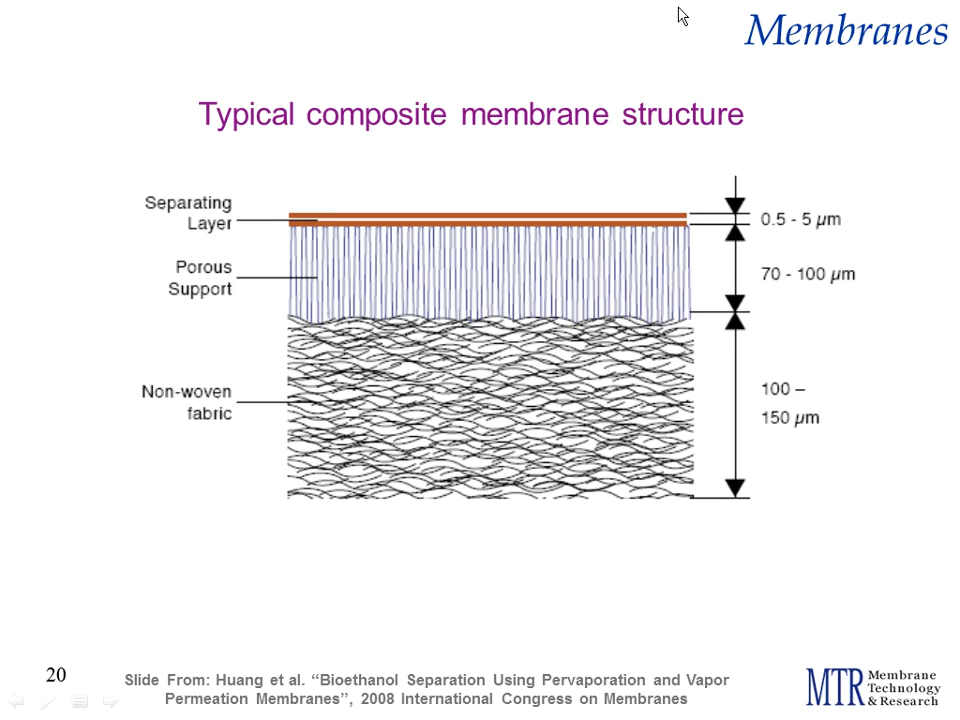 Membranes
Typical composite membrane structure
Separating
Layer
0.5 - 5 µm
Porous
Support
70 - 100 µm
Non-woven
fabric
100 –
150 µm
20
Slide From: Huang et al. “Bioethanol Separation Using Pervaporation and Vapor
Permeation Membranes”, 2008 International Congress on Membranes
MTR
Membrane
Technology
& Research